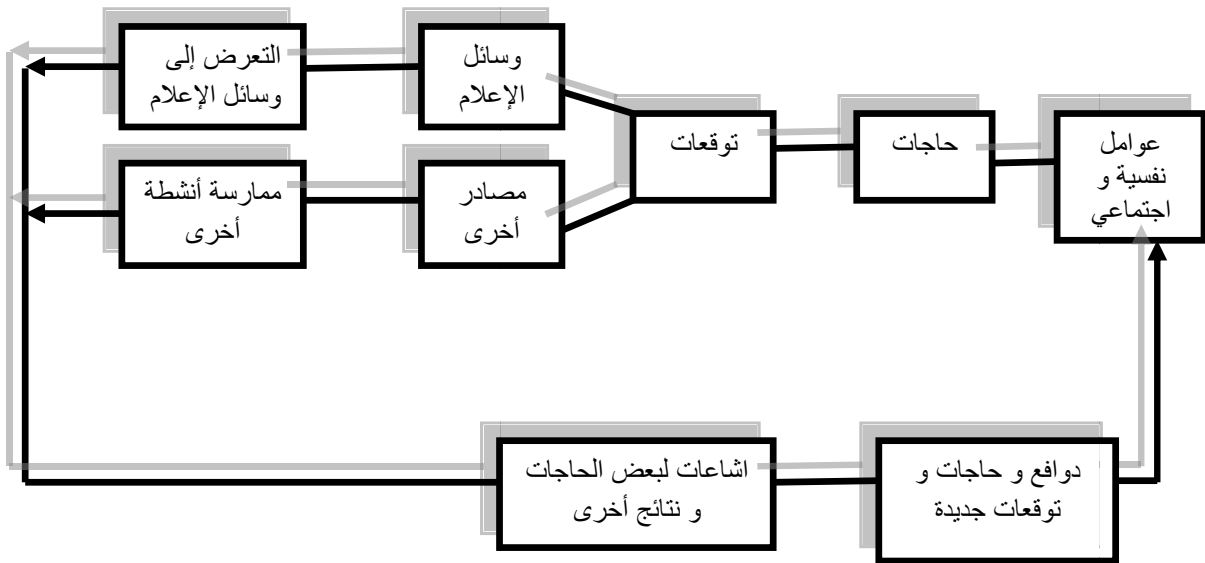 عوامل
نفسية و
اجتماعي
حاجات
توقعات
وسائل
الإعلام
التعرض إلى
وسائل الإعلام
مصادر
أخرى
ممارسة أنشطة
أخرى
اشاعات لبعض الحاجات
و نتائج أخرى
دوافع و حاجات و
توقعات جديدة